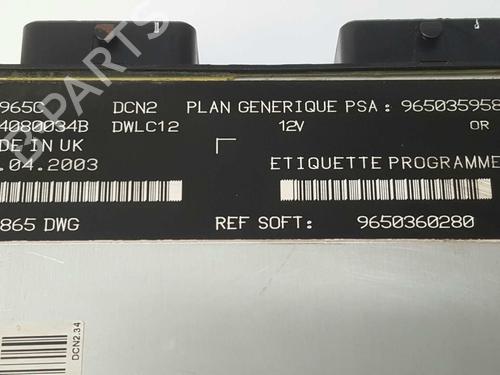 B PARTS
965C DCN2 PLAN GENERIQUE PSA: 965035958
4080034B DWLC12 12V OR
DE IN UK
.04.2003 ETIQUETTE PROGRAMME
865 DWG REF SOFT: 9650360280
DCN2.34